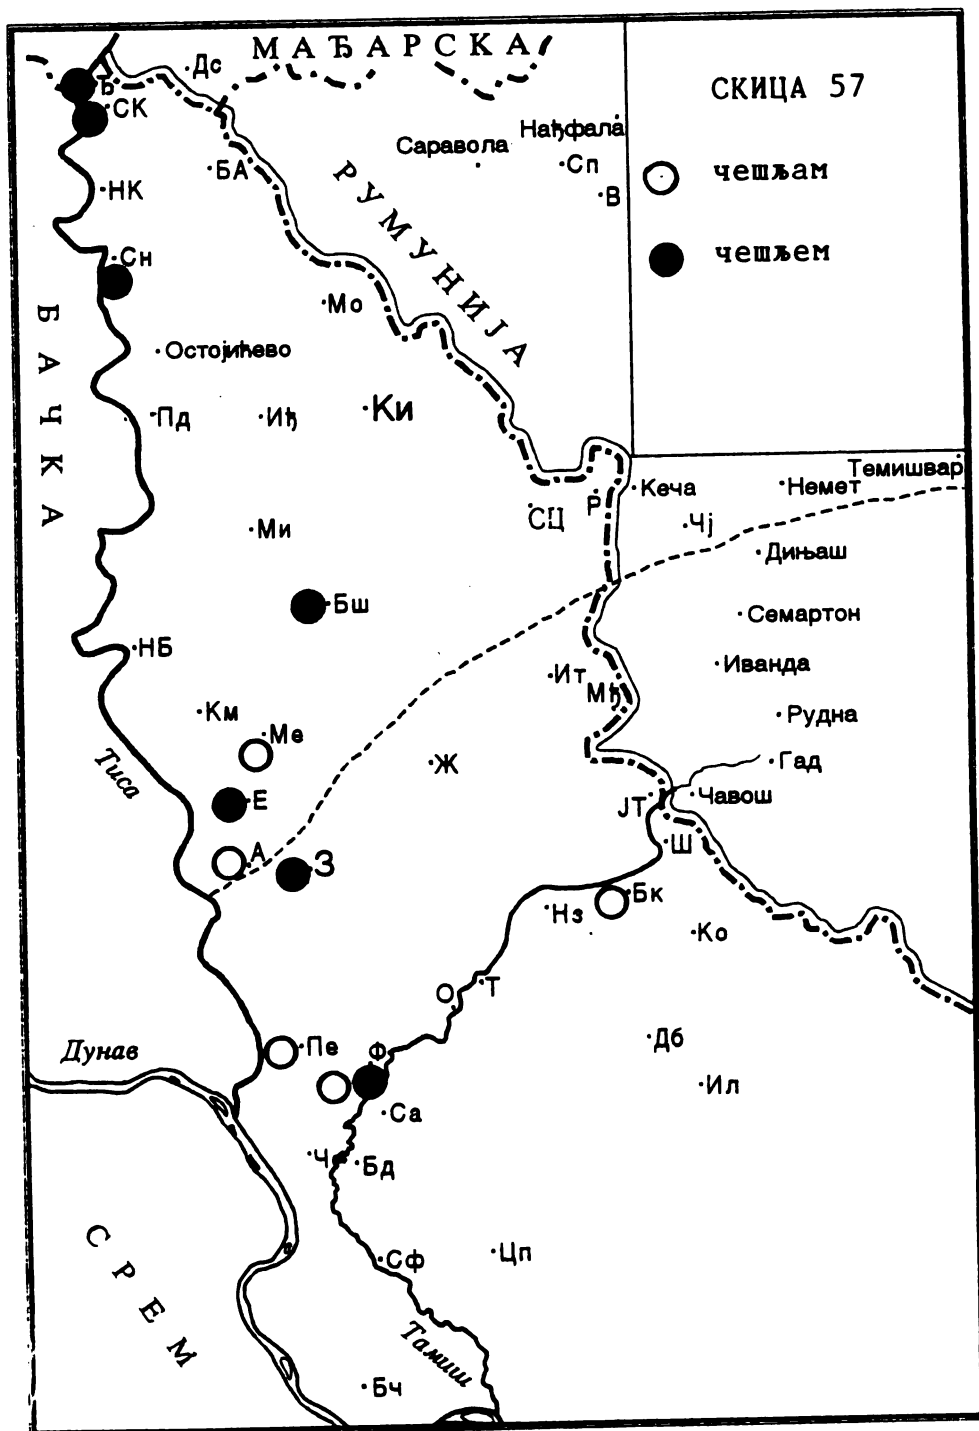 МАЂАРСКА
СКИЦА 57
чешљам
чешљем
Дс
Ђ
СК
Нађфала
Саравола
Сп
В
БА
НК
РУМУНИЈА
Сн
Мо
БАЧКА
Остојићево
Пд
Иђ
Ки
Темишвар
Кеча
Немет
СЦ
Р
Чј
Ми
Дињаш
Бш
Семартон
НБ
Иванда
Ит
Мђ
Км
Рудна
Ме
Тиса
Ж
Гад
Е
ЈТ
Чавош
Ш
А
З
Бк
Нз
Ко
Т
О
Дб
Дунав
Пе
Ф
Ил
Са
Ч
Бд
СРЕМ
Сф
Цп
Тамиш
Бч